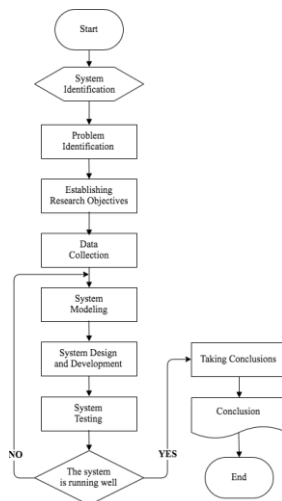 Start
System
Identification
Problem
Identification
Establishing
Research Objectives
Data
Collection
System
Modeling
System Design
and Development
System
Testing
The system
is running well
NO
YES
Taking Conclusions
Conclusion
End